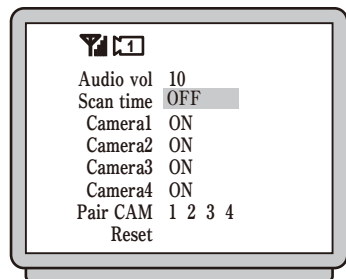 1
Audio vol 10
Scan time OFF
Camera1 ON
Camera2 ON
Camera3 ON
Camera4 ON
Pair CAM 1 2 3 4
Reset